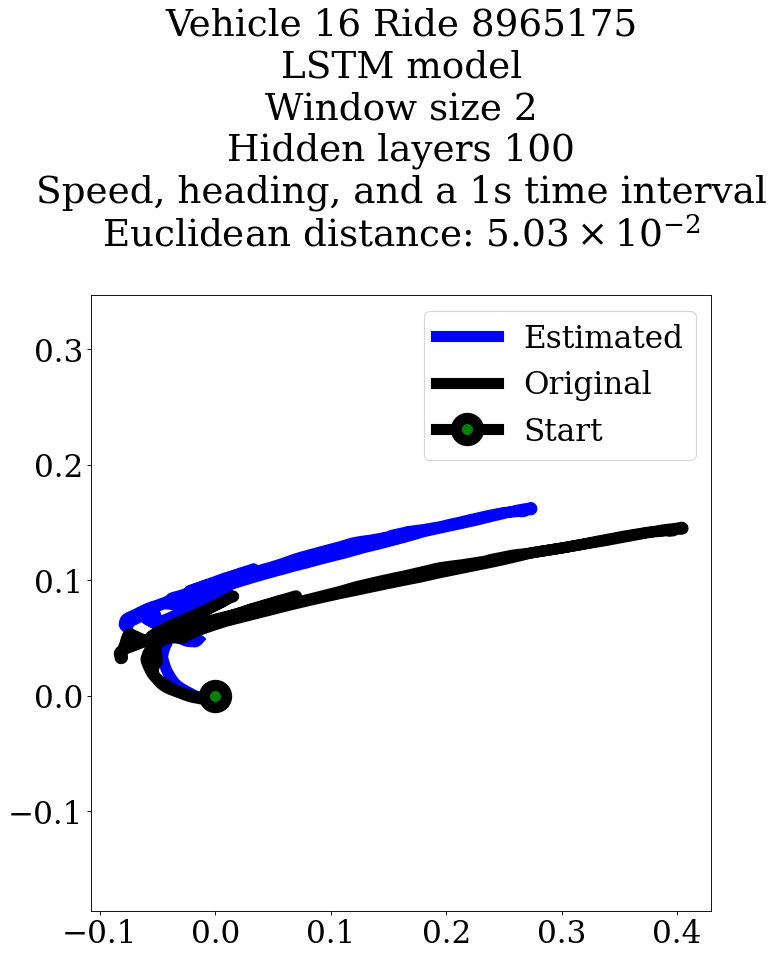 Vehicle 16 Ride 8965175
LSTM model
Window size 2
Hidden layers 100
Speed, heading, and a 1s time interval
Euclidean distance: 5.03 × 10⁻²
Estimated
Original
Start
0.3
0.2
0.1
0.0
−0.1
−0.1 0.0 0.1 0.2 0.3 0.4